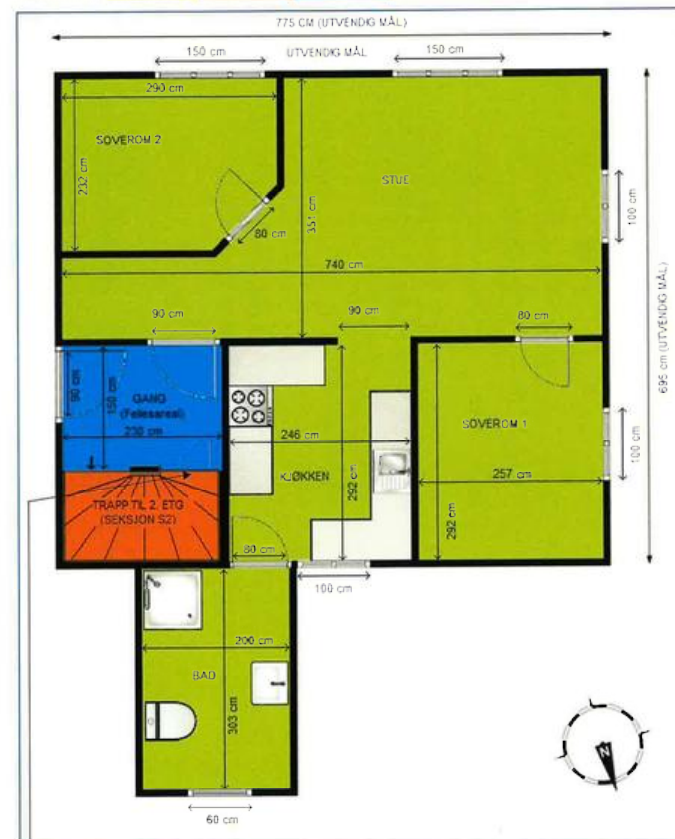 775 CM (UTVENDIG MÅL)
150 cm
UTVENDIG MÅL
150 cm
290 cm
SOVEROM 2
232 cm
STUE
351 cm
100 cm
80 cm
740 cm
695 cm (UTVENDIG MÅL)
90 cm
90 cm
80 cm
90 cm
150 cm
GANG
(Fellesareal)
230 cm
246 cm
SOVEROM 1
100 cm
257 cm
KJØKKEN
292 cm
292 cm
TRAPP TIL 2. ETG
(SEKSJON S2)
80 cm
100 cm
200 cm
BAD
303 cm
N
60 cm